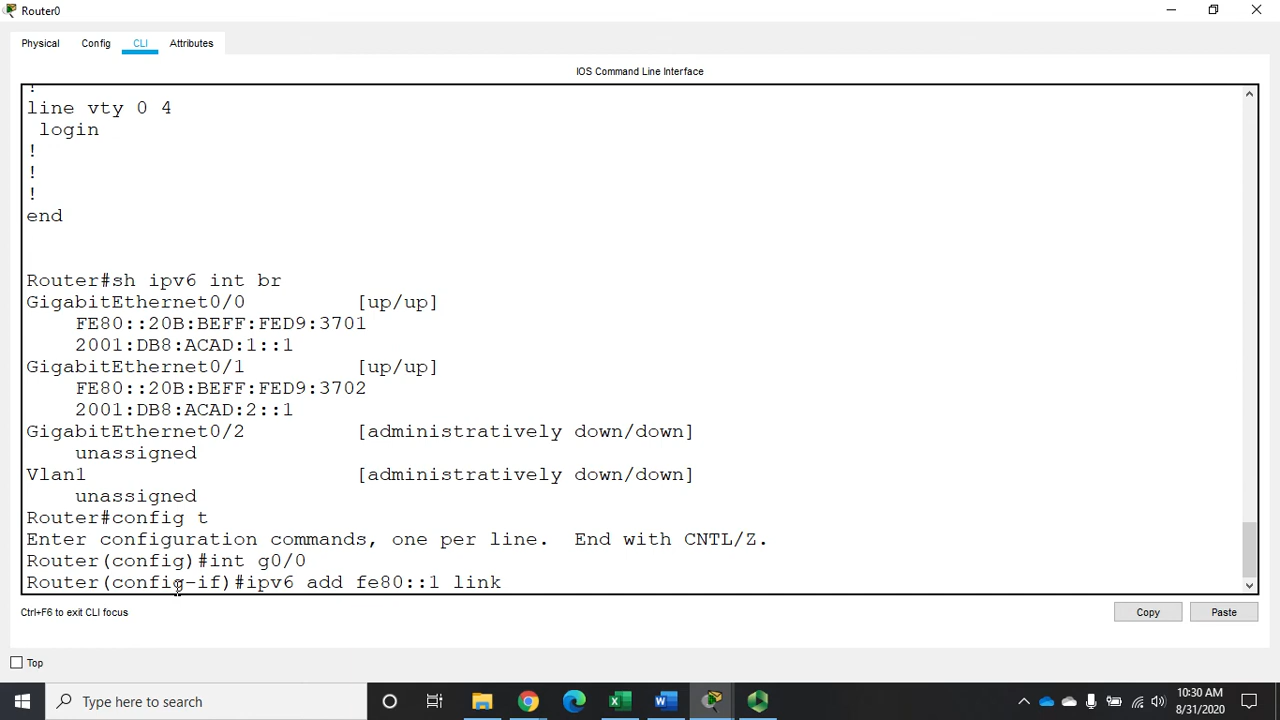 Router0
Physical Config CLI Attributes
IOS Command Line Interface
!
line vty 0 4
login
!
!
!
end
Router#sh ipv6 int br
GigabitEthernet0/0 [up/up]
FE80::20B:BEFF:FED9:3701
2001:DB8:ACAD:1::1
GigabitEthernet0/1 [up/up]
FE80::20B:BEFF:FED9:3702
2001:DB8:ACAD:2::1
GigabitEthernet0/2 [administratively down/down]
unassigned
Vlan1 [administratively down/down]
unassigned
Router#config t
Enter configuration commands, one per line. End with CNTL/Z.
Router(config)#int g0/0
Router(config-if)#ipv6 add fe80::1 link
Ctrl+F6 to exit CLI focus
Copy Paste
Top
Type here to search
10:30 AM
8/31/2020